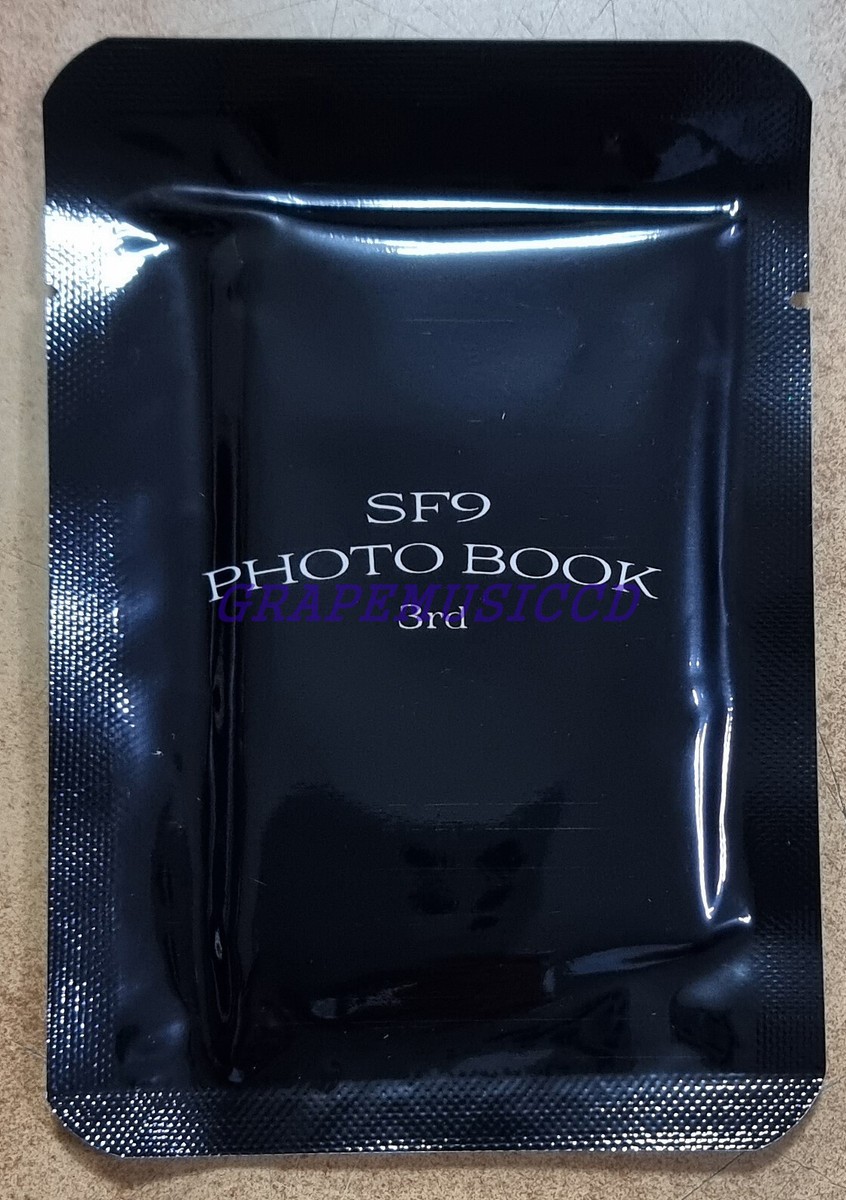 SF9
PHOTO BOOK
GRAPEMUSICCD
3rd